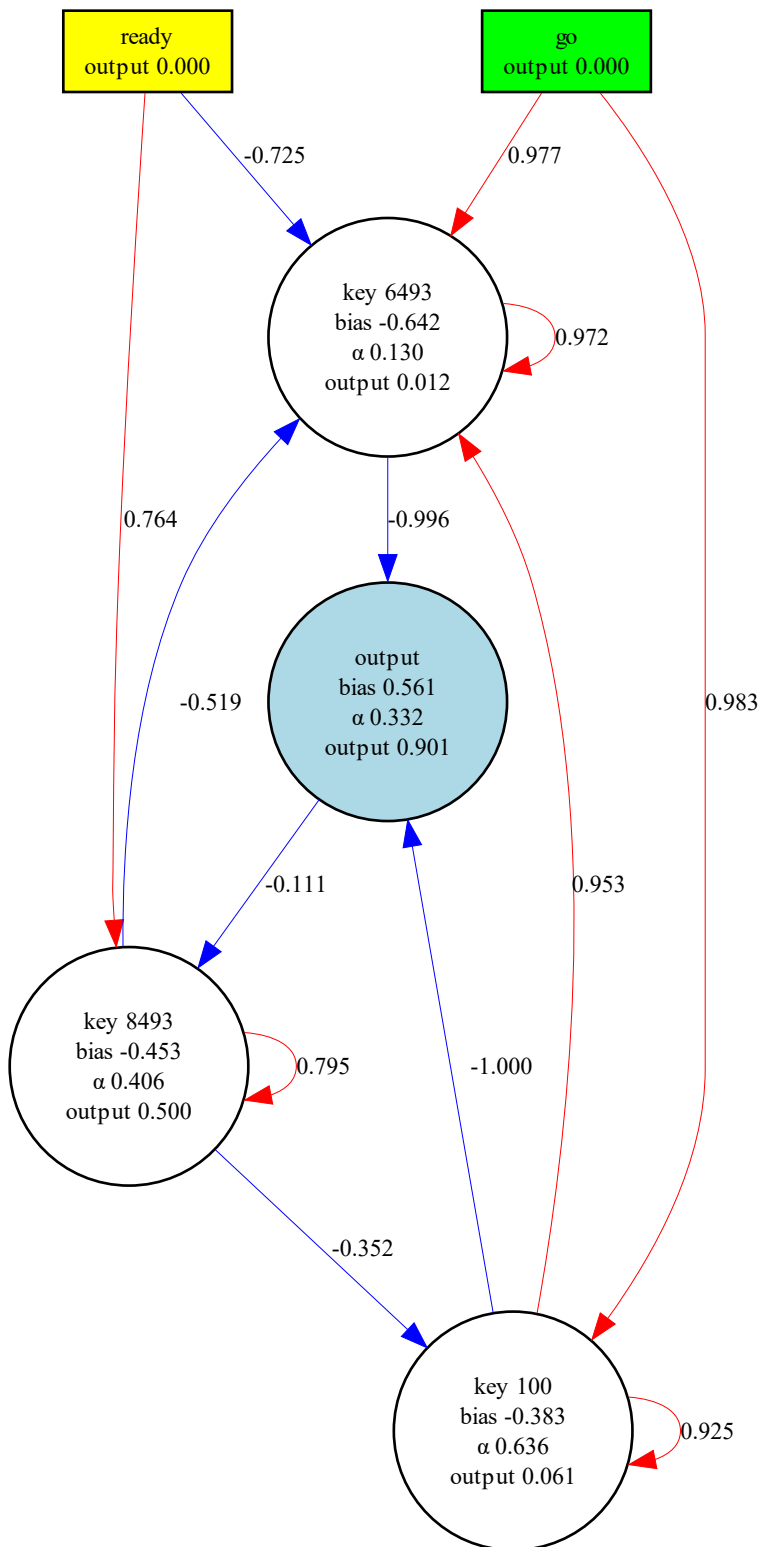 ready
output 0.000
go
output 0.000
-0.725
0.977
key 6493
bias -0.642
α 0.130
output 0.012
0.972
0.764
-0.996
output
bias 0.561
α 0.332
output 0.901
-0.519
0.983
-0.111
0.953
key 8493
bias -0.453
α 0.406
output 0.500
0.795
-1.000
-0.352
key 100
bias -0.383
α 0.636
output 0.061
0.925